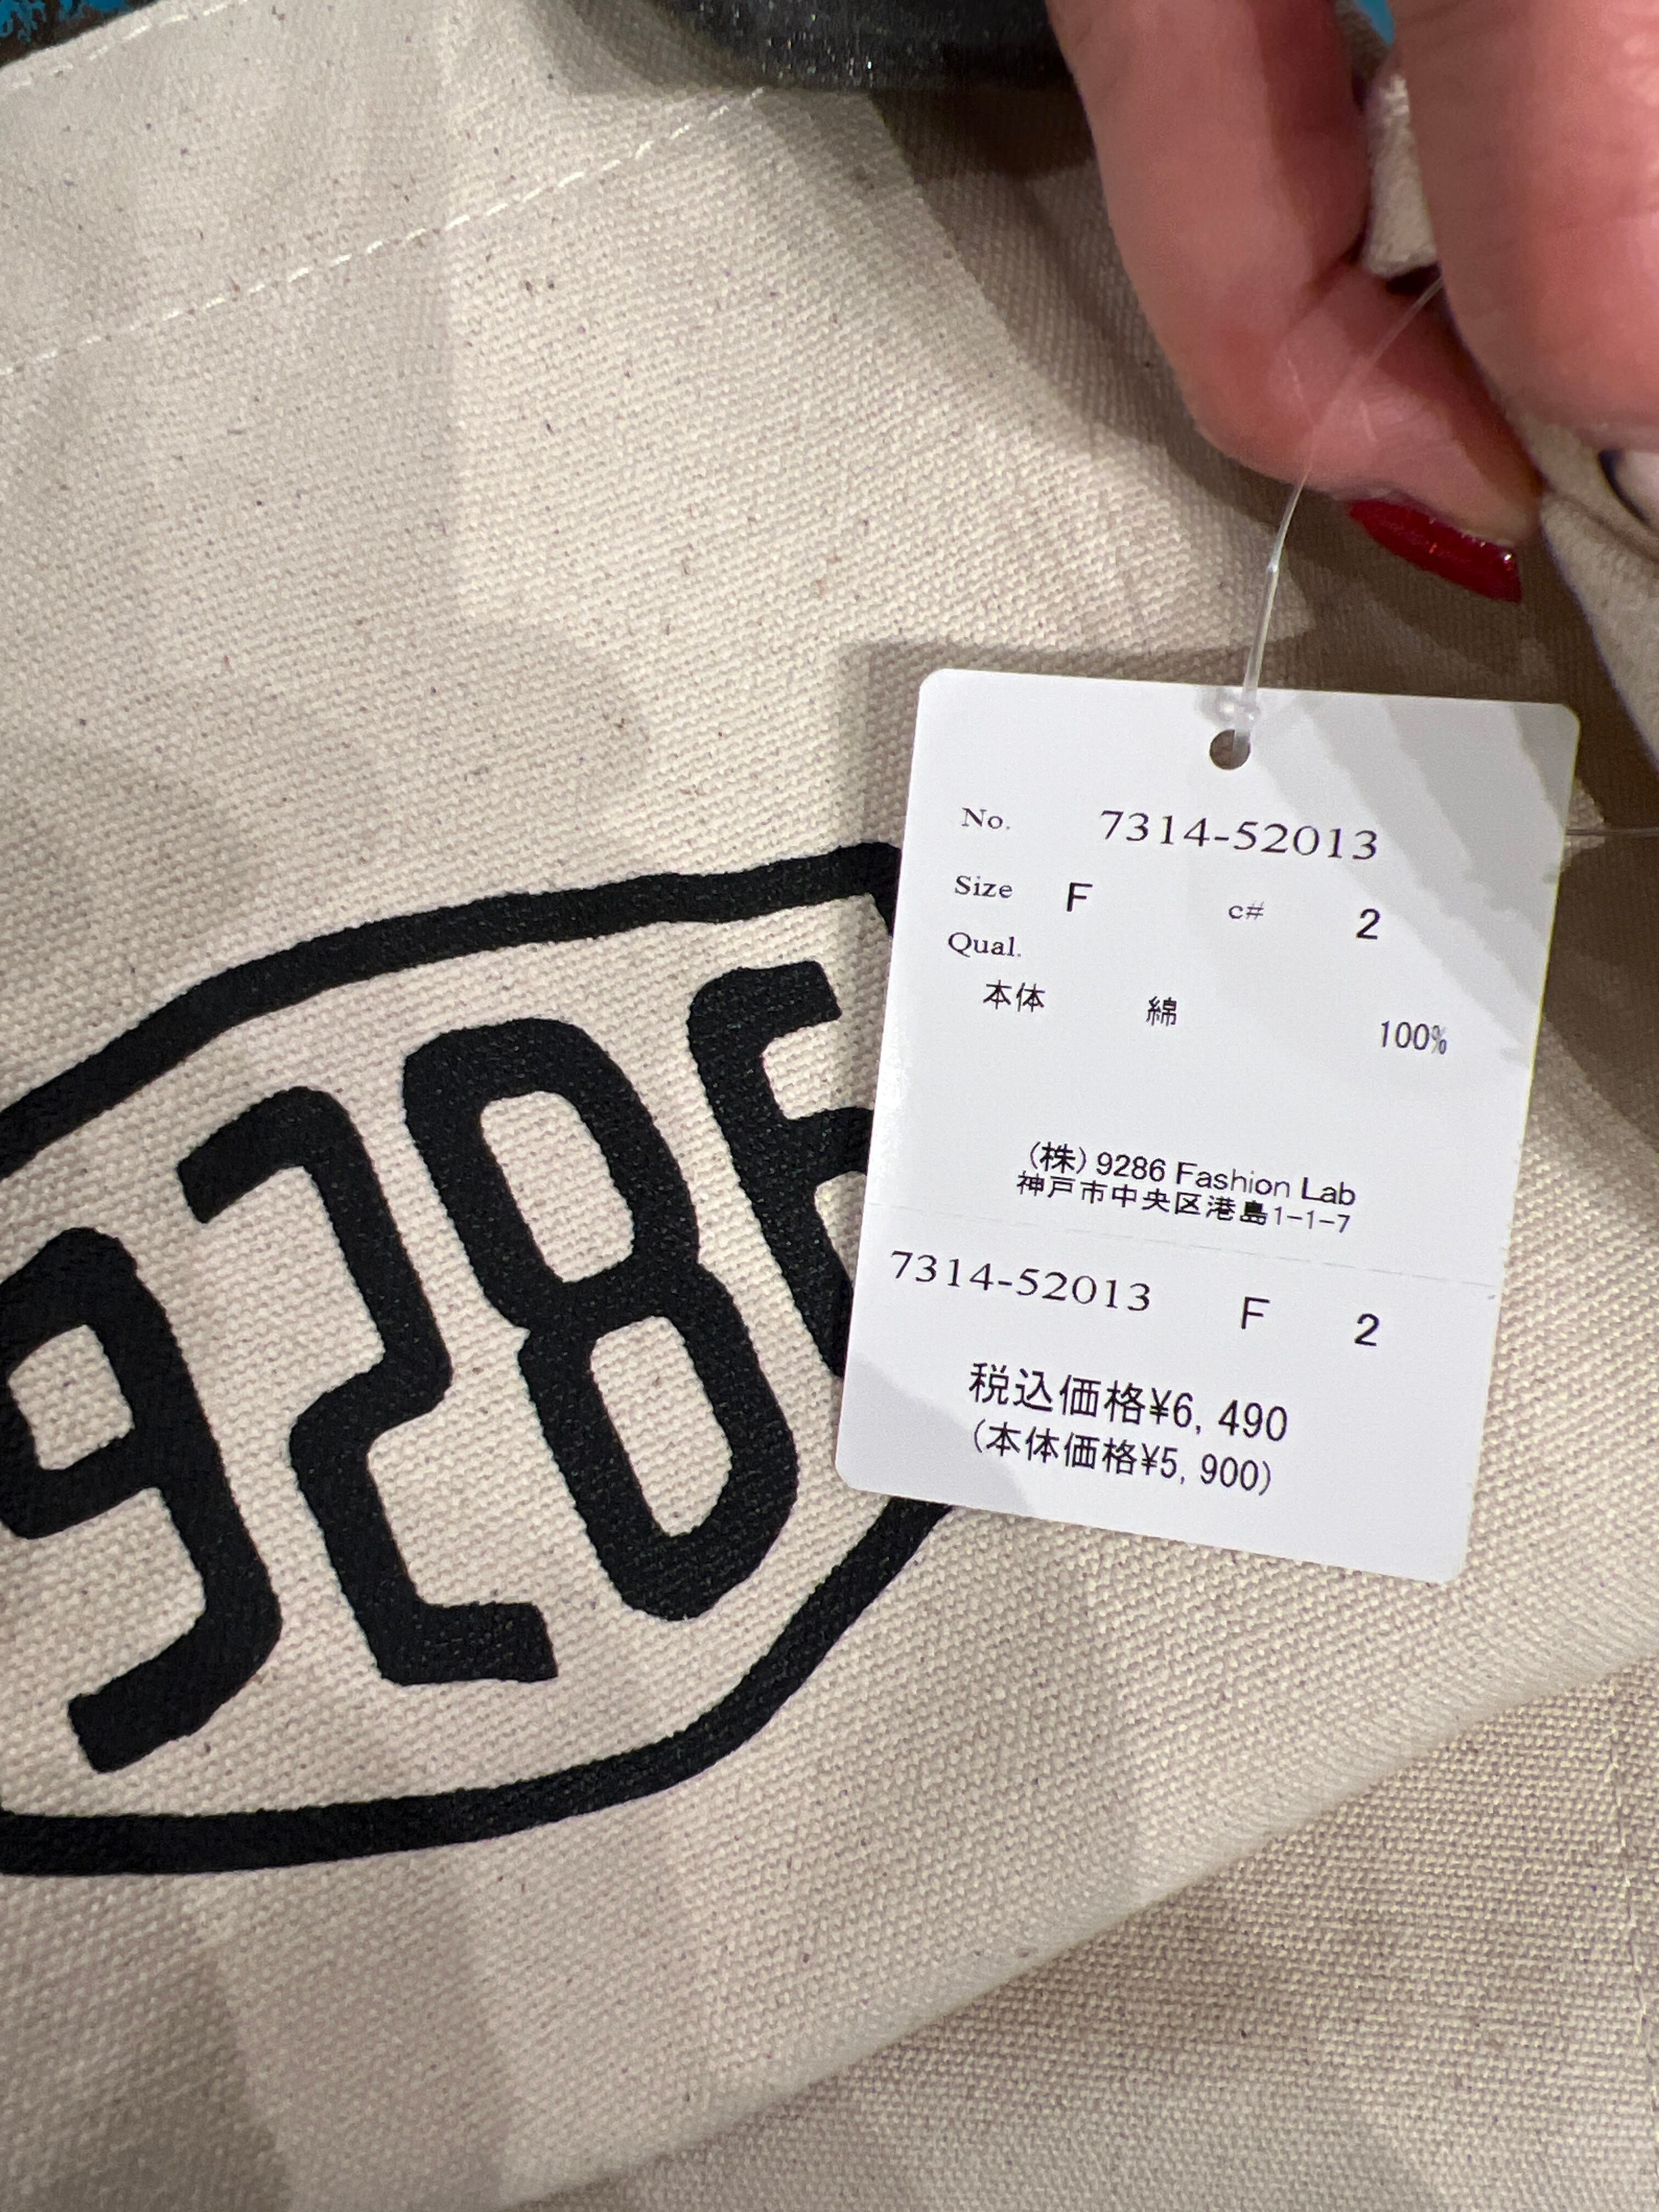 9286
No. 7314-52013
Size F c# 2
Qual.
本体 綿 100%
(株) 9286 Fashion Lab
神戸市中央区港島1-1-7
7314-52013 F 2
税込価格¥6, 490
(本体価格¥5, 900)